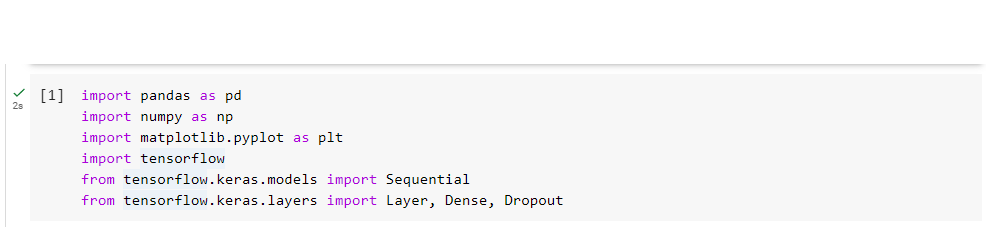 [1] import pandas as pd
2s import numpy as np
import matplotlib.pyplot as plt
import tensorflow
from tensorflow.keras.models import Sequential
from tensorflow.keras.layers import Layer, Dense, Dropout